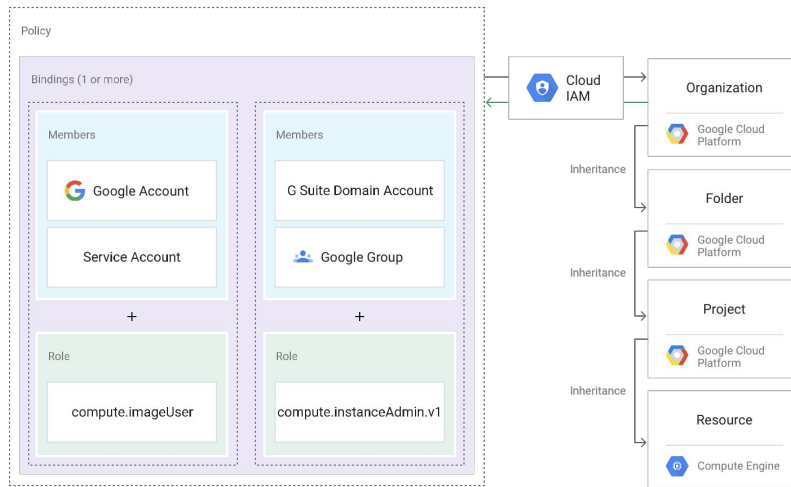 Policy
Bindings (1 or more)
Members
Google Account
Service Account
+
Role
compute.imageUser
Members
G Suite Domain Account
Google Group
+
Role
compute.instanceAdmin.v1
Cloud
IAM
Organization
Google Cloud
Platform
Inheritance
Folder
Google Cloud
Platform
Inheritance
Project
Google Cloud
Platform
Inheritance
Resource
Compute Engine